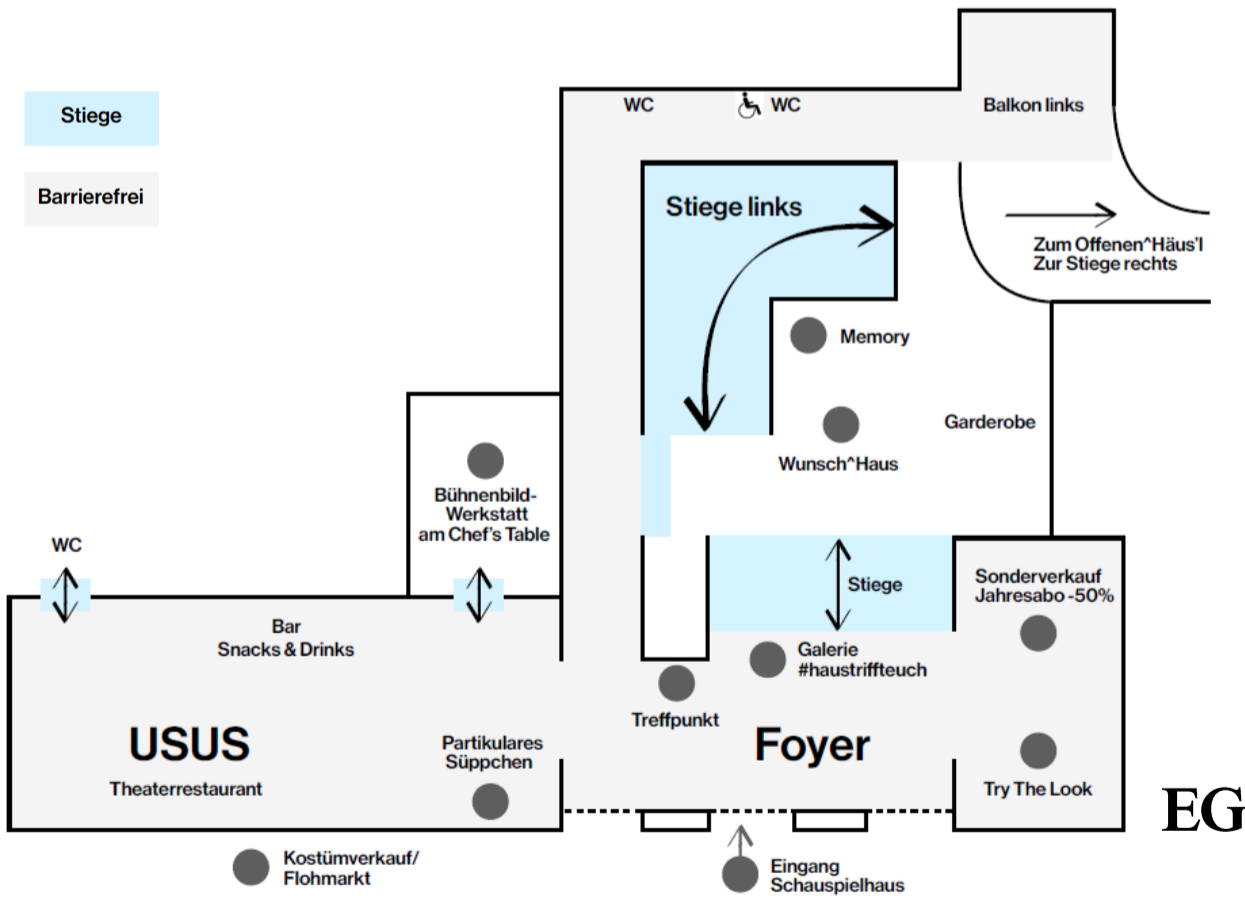 Stiege
Barrierefrei
WC
WC
Balkon links
Stiege links
Zum Offenen^Häus'l
Zur Stiege rechts
Memory
Garderobe
Wunsch^Haus
Bühnenbild-
Werkstatt
am Chef's Table
WC
Stiege
Sonderverkauf
Jahresabo -50%
Bar
Snacks & Drinks
Galerie
#haustriffteuch
Treffpunkt
USUS
Theaterrestaurant
Partikulares
Süppchen
Foyer
Try The Look
EG
Kostümverkauf/
Flohmarkt
Eingang
Schauspielhaus